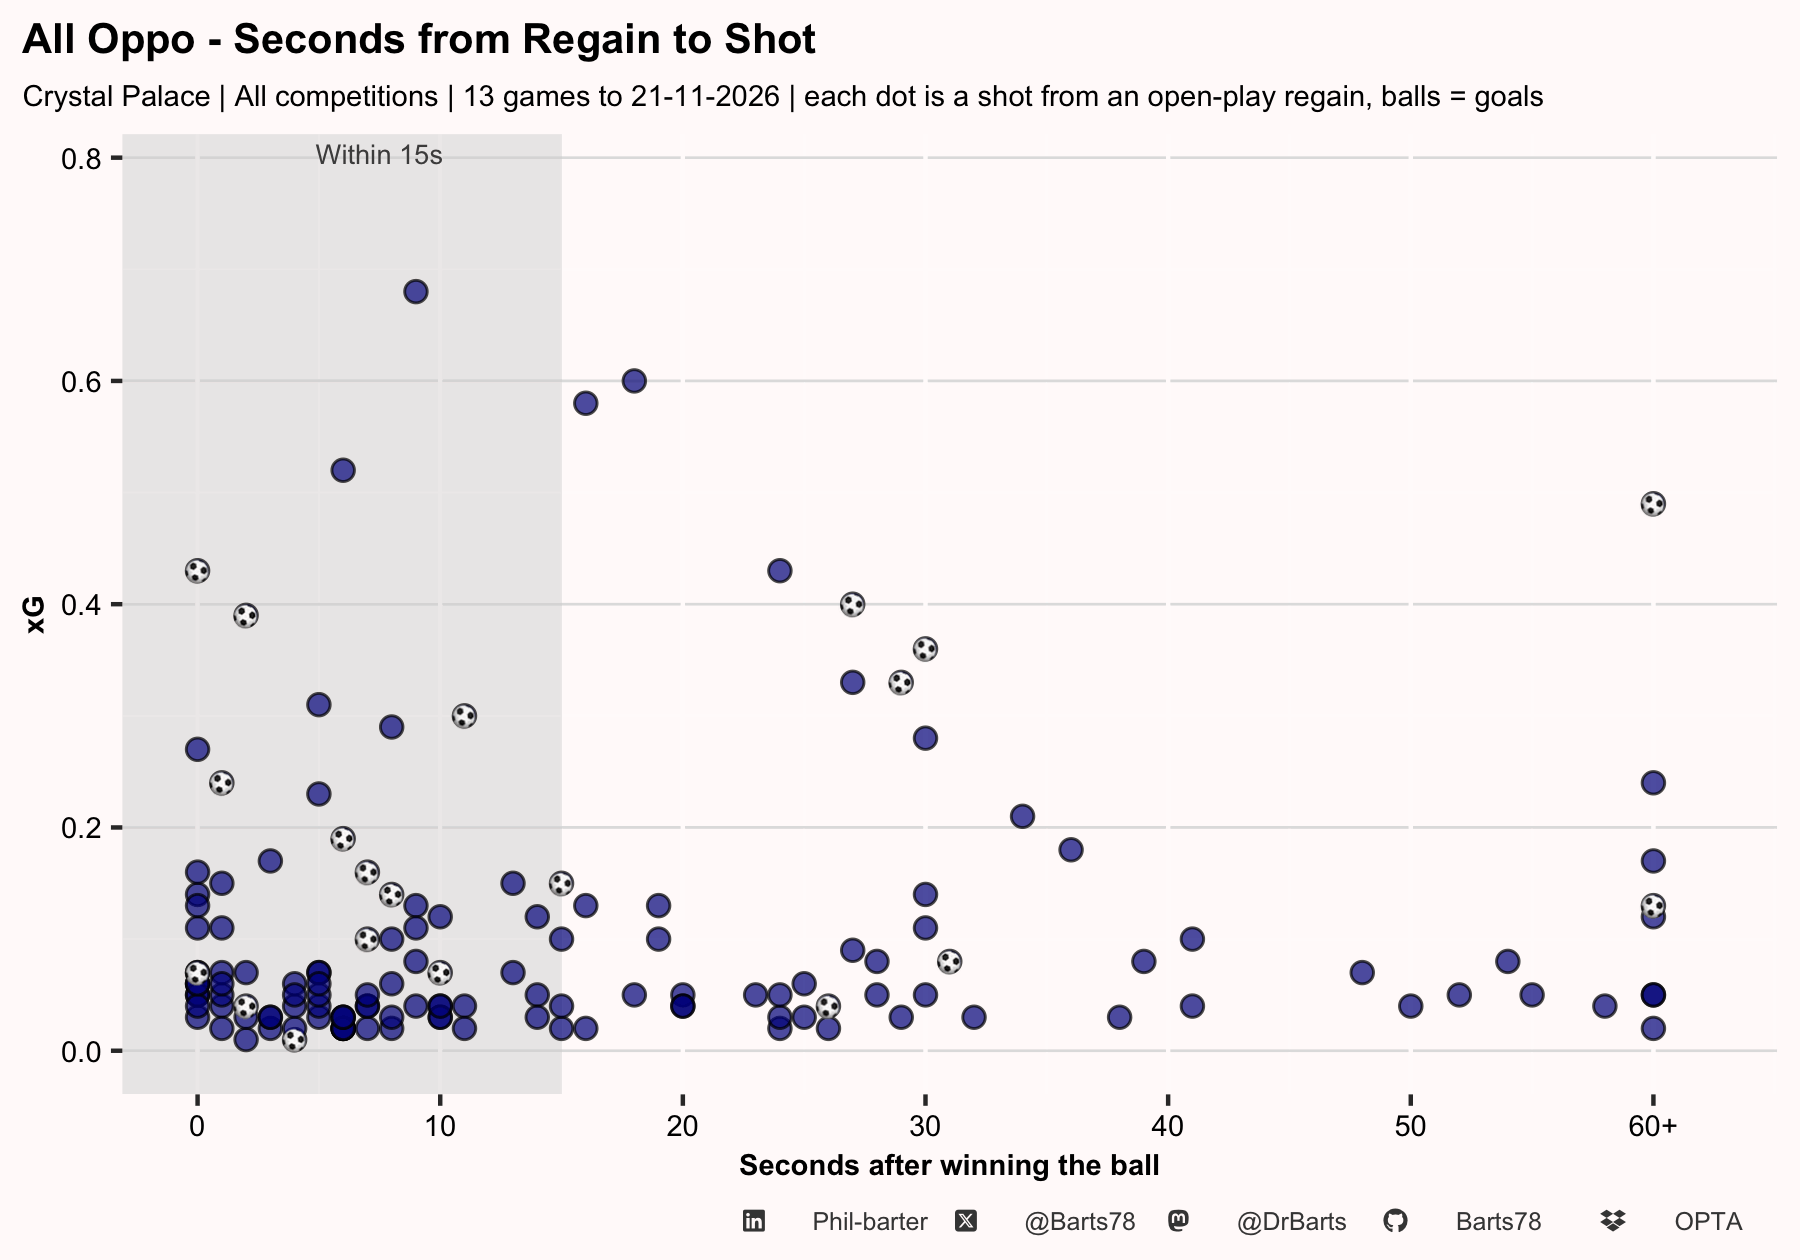 All Oppo - Seconds from Regain to Shot
Crystal Palace | All competitions | 13 games to 21-11-2026 | each dot is a shot from an open-play regain, balls = goals
Within 15s
0.8
0.6
0.4
0.2
0.0
xG
0 10 20 30 40 50 60+
Seconds after winning the ball
Phil-barter @Barts78 @DrBarts Barts78 OPTA